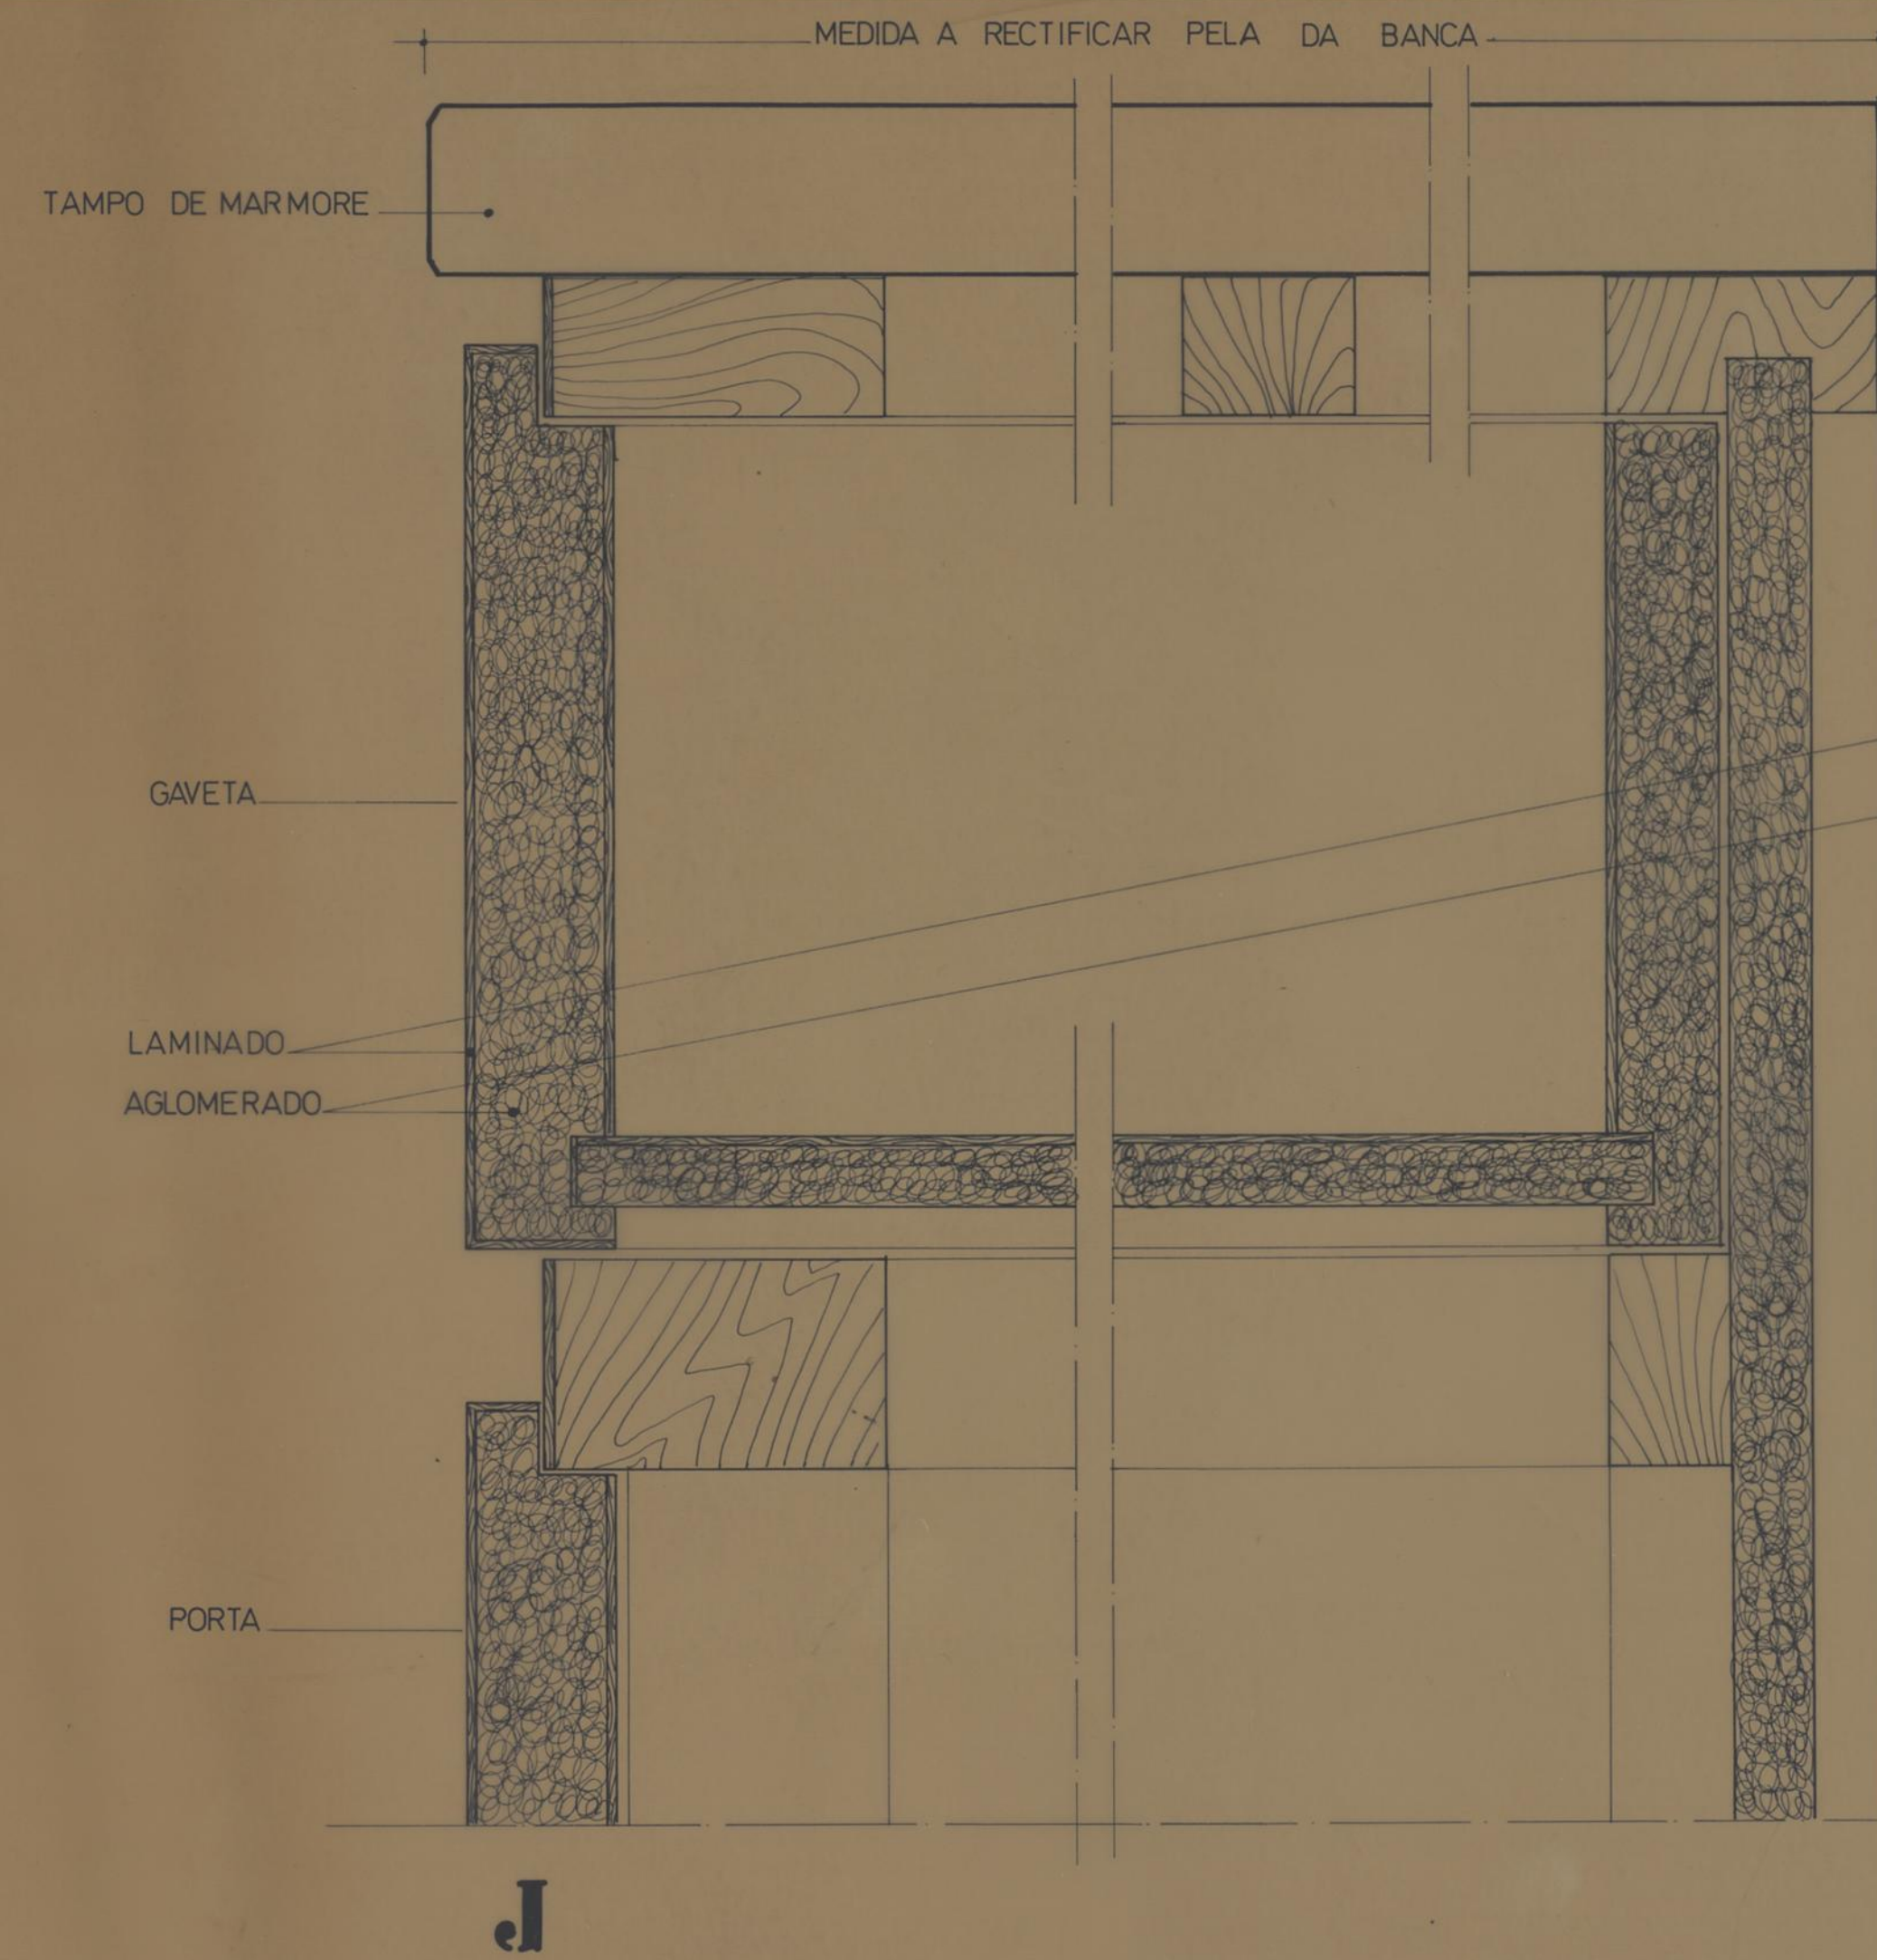 MEDIDA A RECTIFICAR PELA DA BANCA
TAMPO DE MARMORE
GAVETA
LAMINADO
AGLOMERADO
PORTA
J